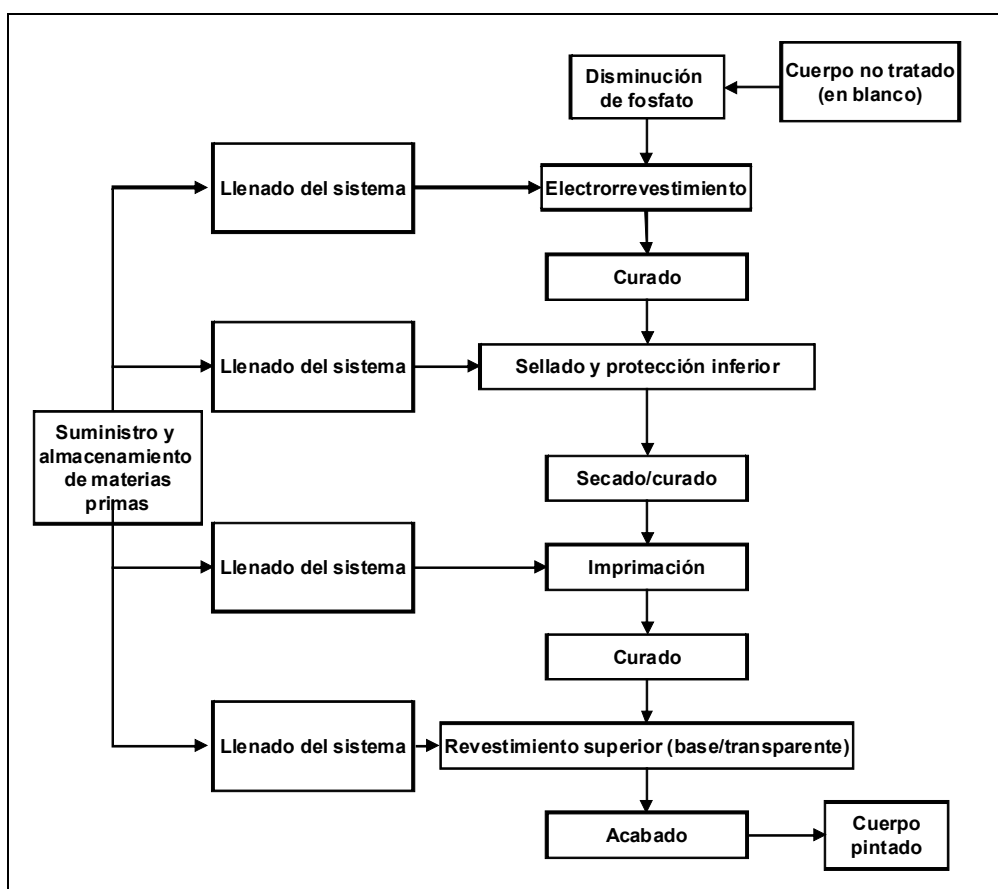 Disminución
de fosfato
Cuerpo no tratado
(en blanco)
Llenado del sistema
Electrorrevestimiento
Curado
Llenado del sistema
Sellado y protección inferior
Suministro y
almacenamiento
de materias
primas
Secado/curado
Llenado del sistema
Imprimación
Curado
Llenado del sistema
Revestimiento superior (base/transparente)
Acabado
Cuerpo
pintado